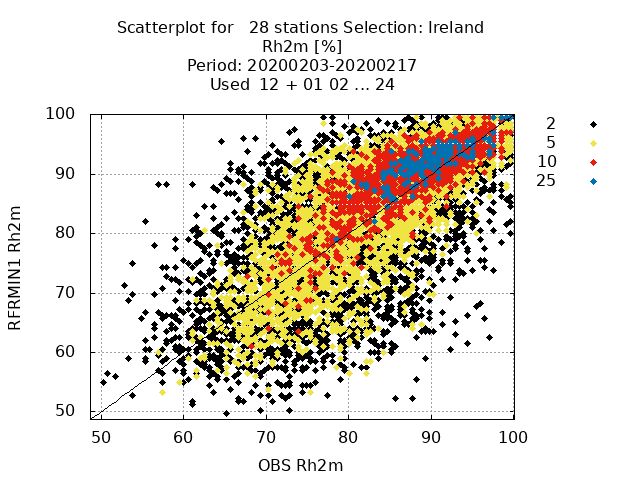 Scatterplot for   28 stations Selection: Ireland
Rh2m [%]
Period: 20200203-20200217
Used  12 + 01 02 ... 24
2
5
10
25
100
90
80
70
60
50
RFRMIN1 Rh2m
50 60 70 80 90 100
OBS Rh2m